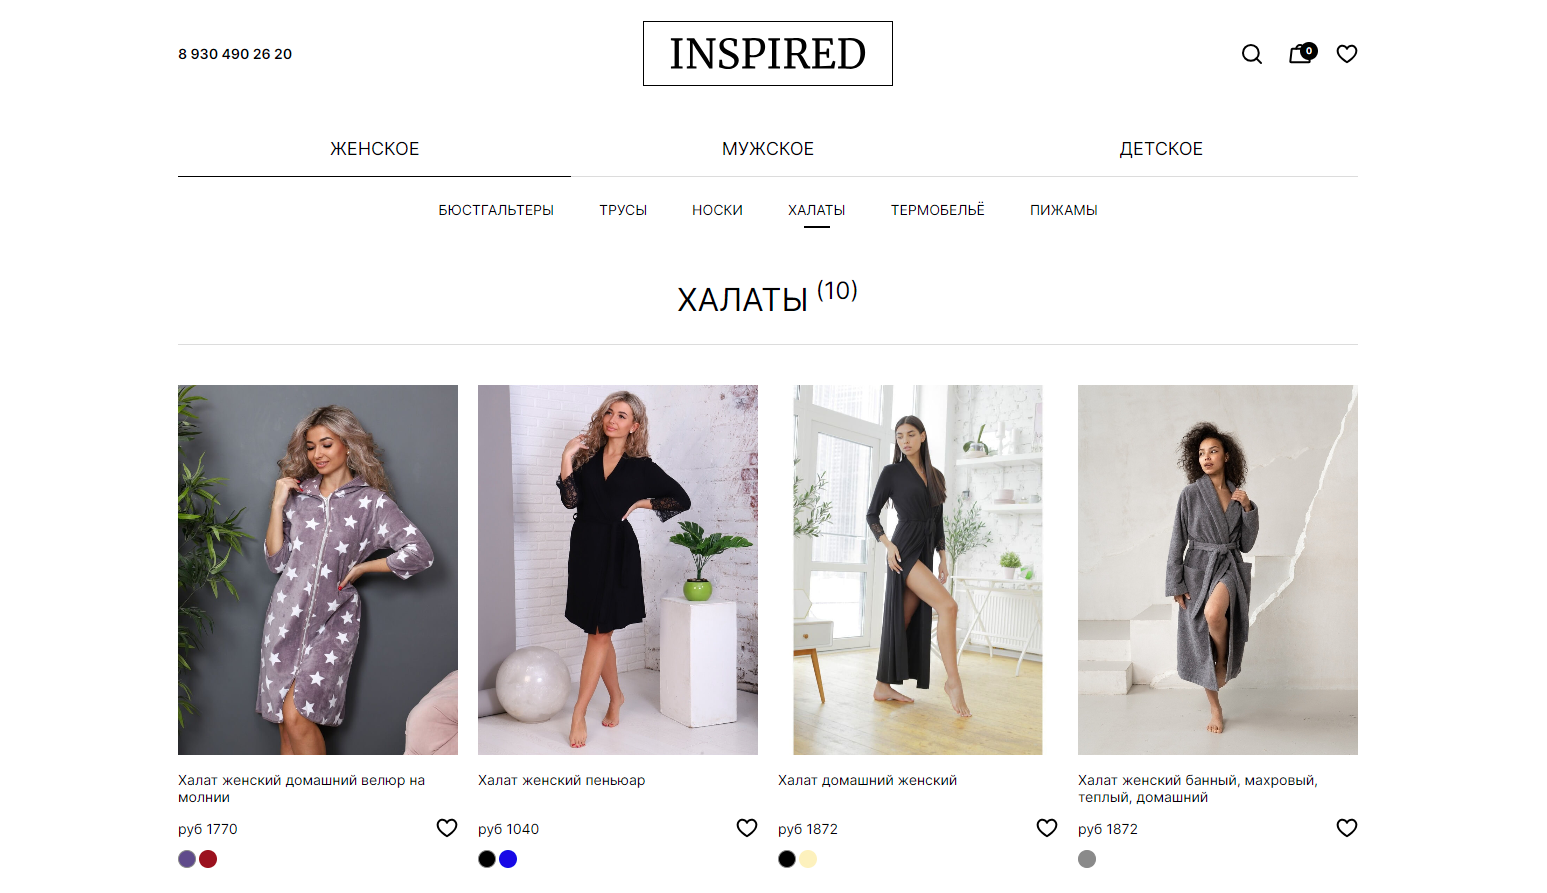 8 930 490 26 20
INSPIRED
0
ЖЕНСКОЕ
МУЖСКОЕ
ДЕТСКОЕ
БЮСТГАЛЬТЕРЫ
ТРУСЫ
НОСКИ
ХАЛАТЫ
ТЕРМОБЕЛЬЁ
ПИЖАМЫ
ХАЛАТЫ (10)
Халат женский домашний велюр на
молнии
руб 1770
Халат женский пеньюар
руб 1040
Халат домашний женский
руб 1872
Халат женский банный, махровый,
теплый, домашний
руб 1872